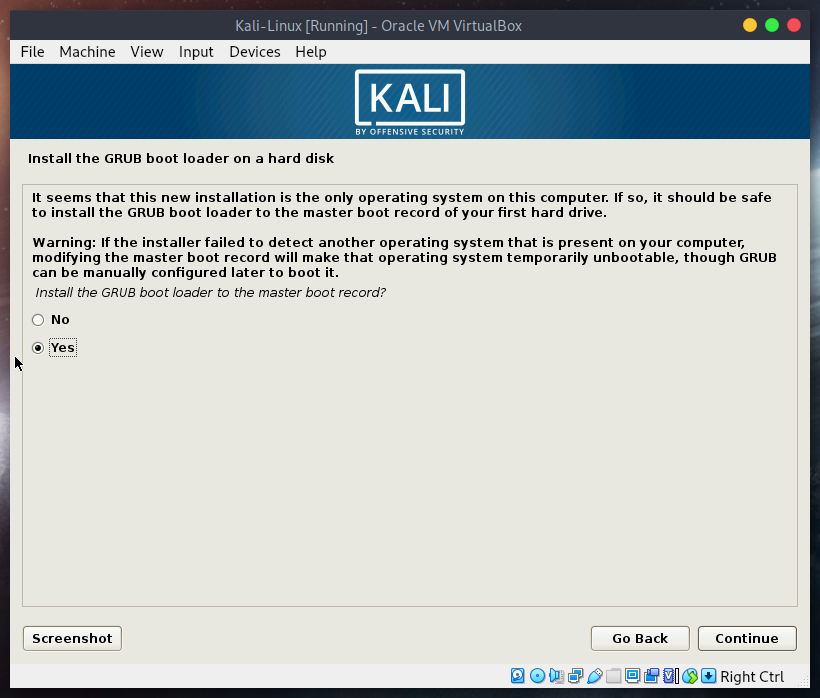 Kali-Linux [Running] - Oracle VM VirtualBox
File Machine View Input Devices Help
KALI
BY OFFENSIVE SECURITY
Install the GRUB boot loader on a hard disk
It seems that this new installation is the only operating system on this computer. If so, it should be safe
to install the GRUB boot loader to the master boot record of your first hard drive.
Warning: If the installer failed to detect another operating system that is present on your computer,
modifying the master boot record will make that operating system temporarily unbootable, though GRUB
can be manually configured later to boot it.
Install the GRUB boot loader to the master boot record?
No
Yes
Screenshot Go Back Continue
Right Ctrl